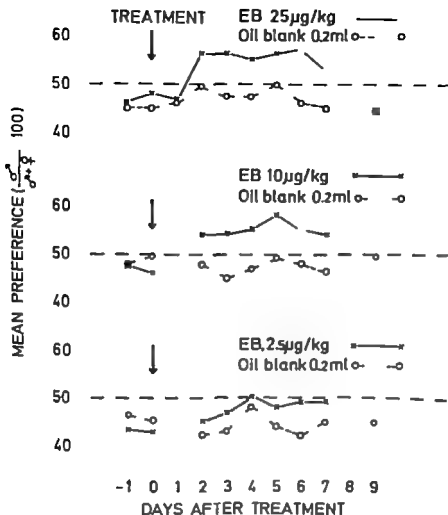 TREATMENT
EB 25µg/kg
Oil blank 0.2ml
60
50
40
EB 10µg/kg
Oil blank 0.2ml
60
50
40
EB, 2.5µg/kg
Oil blank 0.2ml
60
50
40
MEAN PREFERENCE (♂/♂+♀ 100)
-1 0 1 2 3 4 5 6 7 8 9
DAYS AFTER TREATMENT